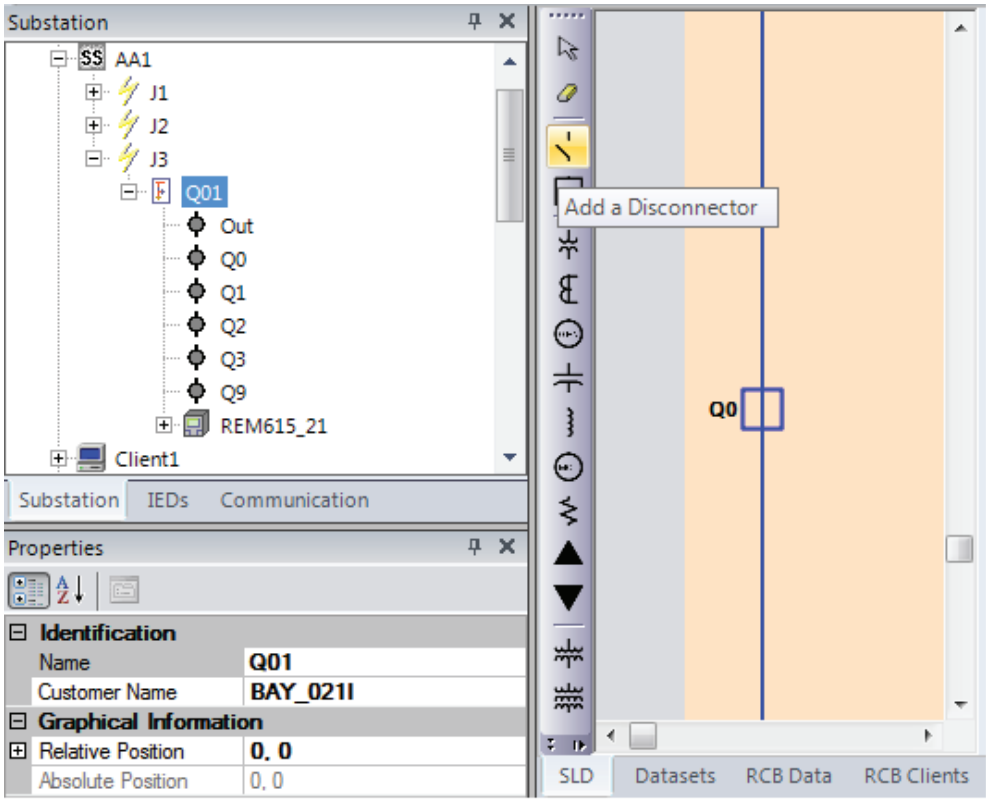 Substation
SS AA1
J1
J2
J3
Q01
Out
Q0
Q1
Q2
Q3
Q9
REM615_21
Client1
Substation IEDs Communication
Properties
A
Z
Identification
Name Q01
Customer Name BAY_021I
Graphical Information
Relative Position 0, 0
Absolute Position 0, 0
Add a Disconnector
Q0
SLD Datasets RCB Data RCB Clients